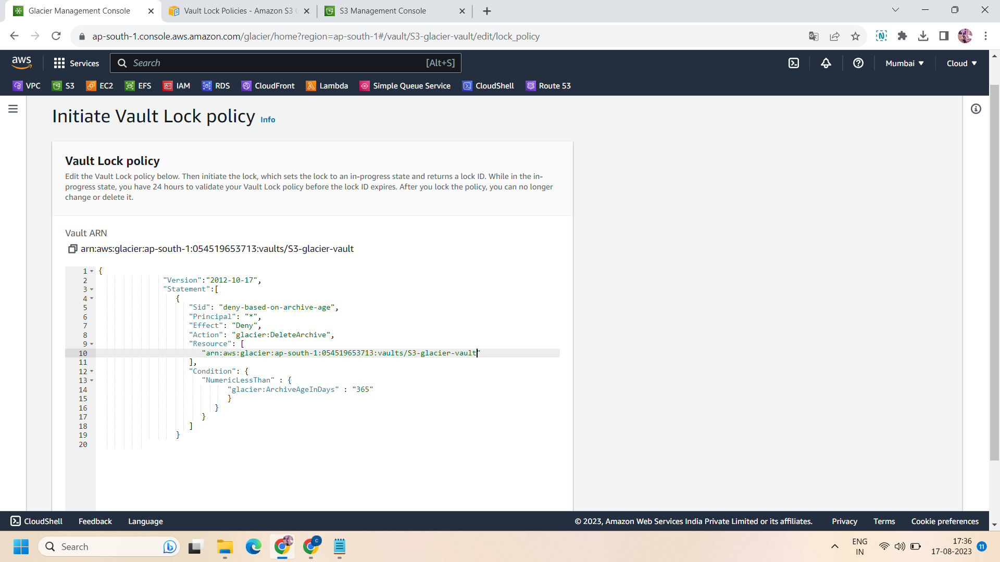 Glacier Management Console
Vault Lock Policies - Amazon S3
S3 Management Console
ap-south-1.console.aws.amazon.com/glacier/home?region=ap-south-1#/vault/S3-glacier-vault/edit/lock_policy
aws
Services
Search
[Alt+S]
Mumbai
Cloud
VPC
S3
EC2
EFS
IAM
RDS
CloudFront
Lambda
Simple Queue Service
CloudShell
Route 53
Initiate Vault Lock policy Info
Vault Lock policy
Edit the Vault Lock policy below. Then initiate the lock, which sets the lock to an in-progress state and returns a lock ID. While in the in-
progress state, you have 24 hours to validate your Vault Lock policy before the lock ID expires. After you lock the policy, you can no longer
change or delete it.
Vault ARN
arn:aws:glacier:ap-south-1:054519653713:vaults/S3-glacier-vault
1 {
2 "Version":"2012-10-17",
3 "Statement":[
4 {
5 "Sid": "deny-based-on-archive-age",
6 "Principal": "*",
7 "Effect": "Deny",
8 "Action": "glacier:DeleteArchive",
9 "Resource": [
10 "arn:aws:glacier:ap-south-1:054519653713:vaults/S3-glacier-vault"
11 ],
12 "Condition": {
13 "NumericLessThan" : {
14 "glacier:ArchiveAgeInDays" : "365"
15 }
16 }
17 }
18 ]
19 }
20
CloudShell
Feedback
Language
© 2023, Amazon Web Services India Private Limited or its affiliates.
Privacy
Terms
Cookie preferences
Search
ENG
IN
17:36
17-08-2023
11